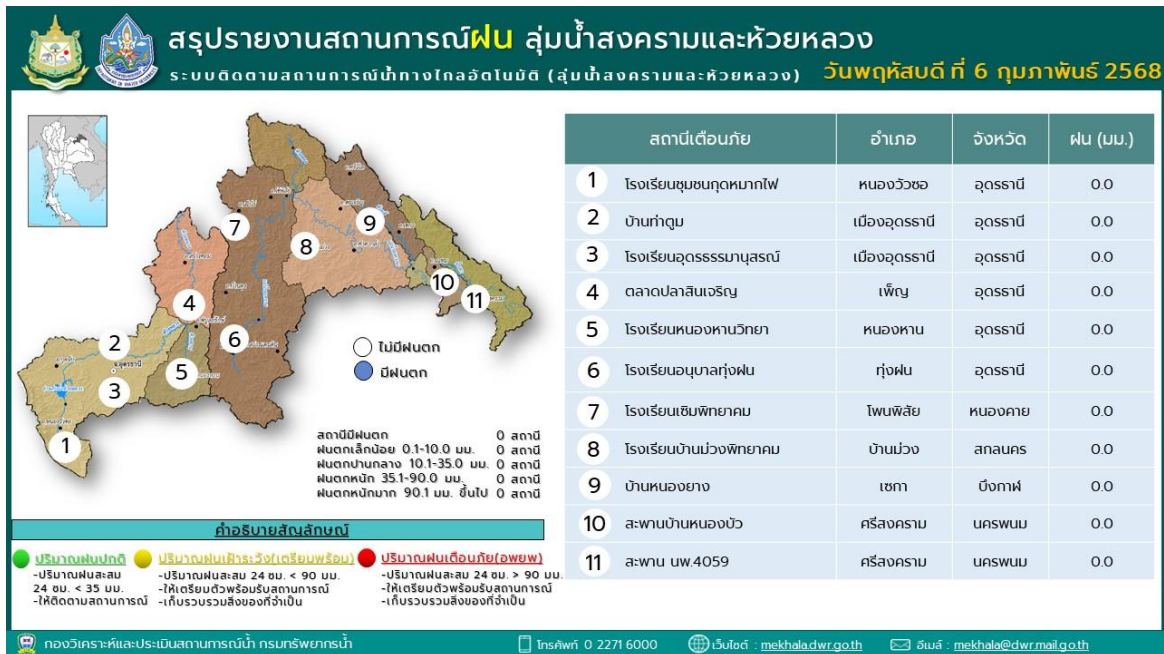 สรุปรายงานสถานการณ์ฝน ลุ่มน้ำสงครามและห้วยหลวง
ระบบติดตามสถานการณ์น้ำทางไกลอัตโนมัติ (ลุ่มน้ำสงครามและห้วยหลวง)
วันพฤหัสบดี ที่ 6 กุมภาพันธ์ 2568
สถานีเตือนภัย อำเภอ จังหวัด ฝน (มม.)
1 โรงเรียนชุมชนกุดหมากไฟ หนองวัวซอ อุดรธานี 0.0
2 บ้านท่าตูม เมืองอุดรธานี อุดรธานี 0.0
3 โรงเรียนอุดรธรรมานุสรณ์ เมืองอุดรธานี อุดรธานี 0.0
4 ตลาดปลาสินเจริญ เพ็ญ อุดรธานี 0.0
5 โรงเรียนหนองหานวิทยา หนองหาน อุดรธานี 0.0
6 โรงเรียนอนุบาลทุ่งฝน ทุ่งฝน อุดรธานี 0.0
7 โรงเรียนเซิมพิทยาคม โพนพิสัย หนองคาย 0.0
8 โรงเรียนบ้านม่วงพิทยาคม บ้านม่วง สกลนคร 0.0
9 บ้านหนองยาง เซกา บึงกาฬ 0.0
10 สะพานบ้านหนองบัว ศรีสงคราม นครพนม 0.0
11 สะพาน นพ.4059 ศรีสงคราม นครพนม 0.0
7
9
8
10
11
4
6
2
5
3
1
อ.อุดรธานี
ไม่มีฝนตก
มีฝนตก
สถานีมีฝนตก 0 สถานี
ฝนตกเล็กน้อย 0.1-10.0 มม. 0 สถานี
ฝนตกปานกลาง 10.1-35.0 มม. 0 สถานี
ฝนตกหนัก 35.1-90.0 มม. 0 สถานี
ฝนตกหนักมาก 90.1 มม. ขึ้นไป 0 สถานี
คำอธิบายสัญลักษณ์
ปริมาณฝนปกติ
-ปริมาณฝนสะสม
24 ชม. < 35 มม.
-ให้ติดตามสถานการณ์
ปริมาณฝนเฝ้าระวัง(เตรียมพร้อม)
-ปริมาณฝนสะสม 24 ชม. < 90 มม.
-ให้เตรียมตัวพร้อมรับสถานการณ์
-เก็บรวบรวมสิ่งของที่จำเป็น
ปริมาณฝนเตือนภัย(อพยพ)
-ปริมาณฝนสะสม 24 ชม. > 90 มม.
-ให้เตรียมตัวพร้อมรับสถานการณ์
-เก็บรวบรวมสิ่งของที่จำเป็น
กองวิเคราะห์และประเมินสถานการณ์น้ำ กรมทรัพยากรน้ำ
โทรศัพท์ 0 2271 6000
เว็บไซต์ : mekhala.dwr.go.th
อีเมล์ : mekhala@dwr.mail.go.th